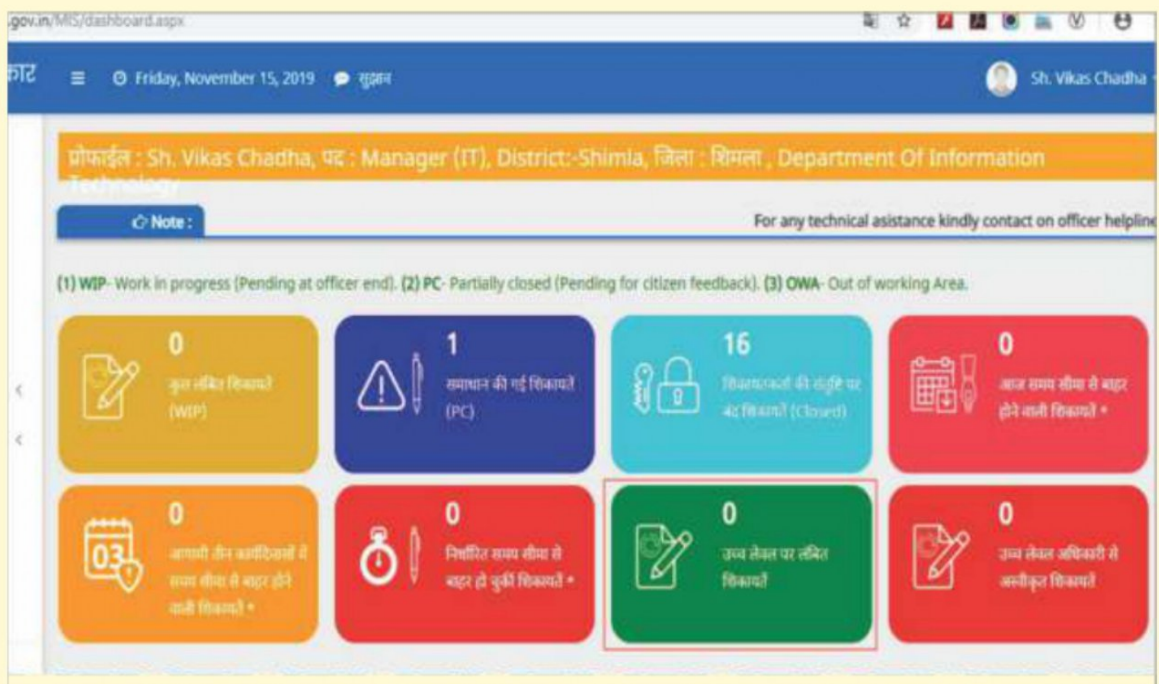 .gov.in/MIS/dashboard.aspx
कार
Friday, November 15, 2019 सुझाव
Sh. Vikas Chadha
प्रोफाईल : Sh. Vikas Chadha, पद : Manager (IT), District:-Shimla, जिला : शिमला , Department Of Information
Technology
Note :
For any technical asistance kindly contact on officer helpline
(1) WIP- Work in progress (Pending at officer end). (2) PC- Partially closed (Pending for citizen feedback). (3) OWA- Out of working Area.
0
कुल लंबित शिकायतें
(WIP)
1
समाधान की गई शिकायतें
(PC)
16
शिकायतकर्ता की संतुष्टि पर
बंद शिकायतें (Closed)
0
आज समय सीमा से बाहर
होने वाली शिकायतें *
03
0
आगामी तीन कार्यदिवसों में
समय सीमा से बाहर होने
वाली शिकायतें *
0
निर्धारित समय सीमा से
बाहर हो चुकीं शिकायतें *
0
उच्च लेवल पर लंबित
शिकायतें
0
उच्च लेवल अधिकारी से
अस्वीकृत शिकायतें